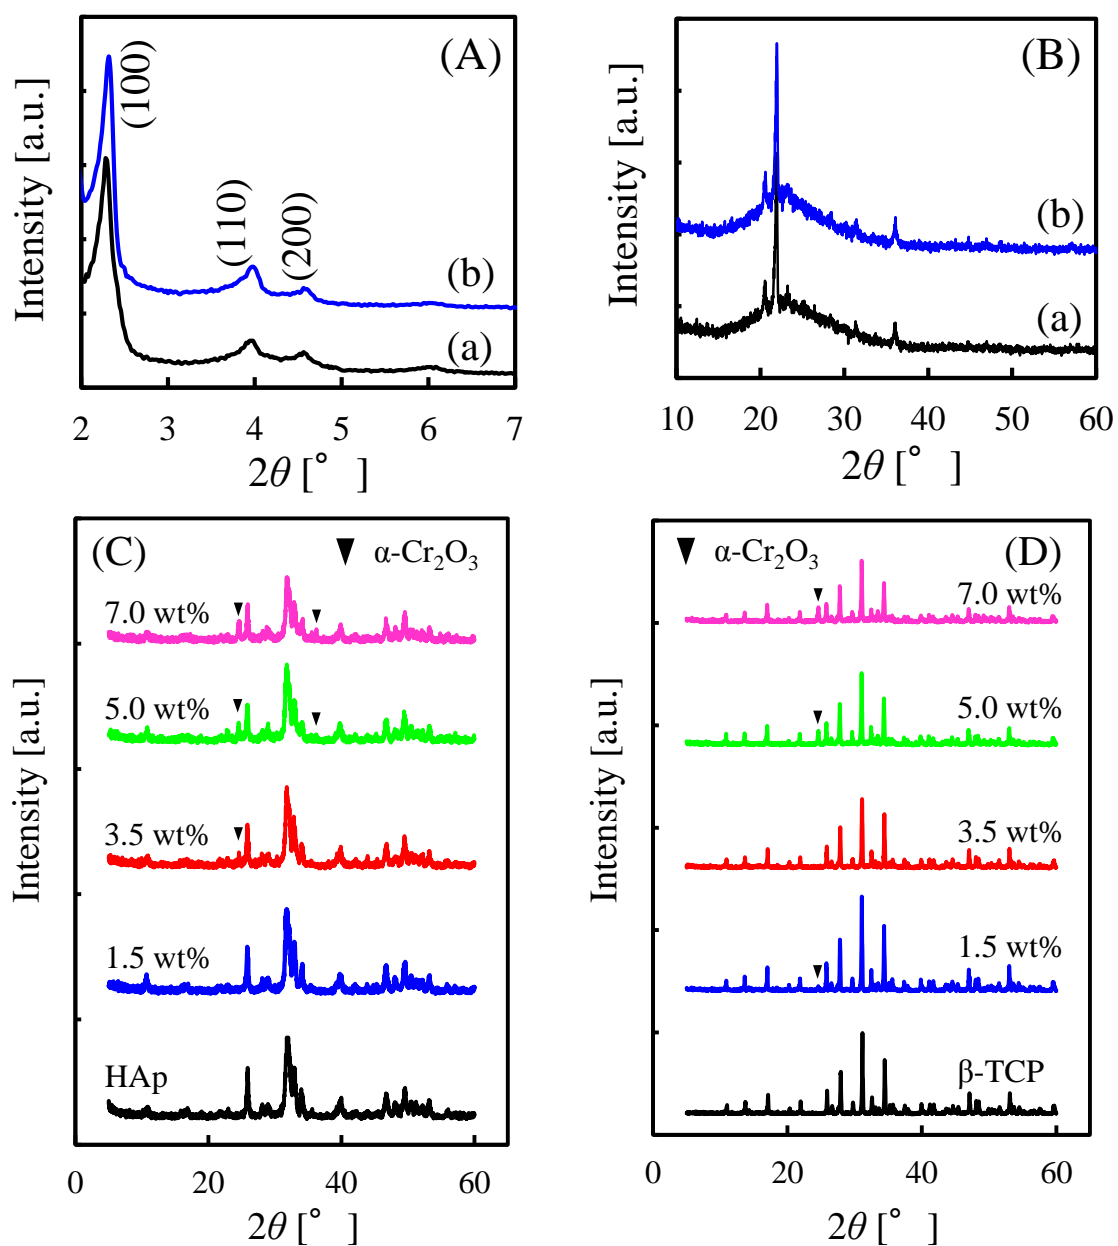 (A)
Intensity [a.u.]
(100)
(110)
(200)
(b)
(a)
2 3 4 5 6 7
2θ [° ]
(B)
Intensity [a.u.]
(b)
(a)
10 20 30 40 50 60
2θ [° ]
(C)
▼ α-Cr₂O₃
Intensity [a.u.]
7.0 wt%
5.0 wt%
3.5 wt%
1.5 wt%
HAp
0 20 40 60
2θ [° ]
▼ α-Cr₂O₃
(D)
Intensity [a.u.]
7.0 wt%
5.0 wt%
3.5 wt%
1.5 wt%
β-TCP
0 20 40 60
2θ [° ]